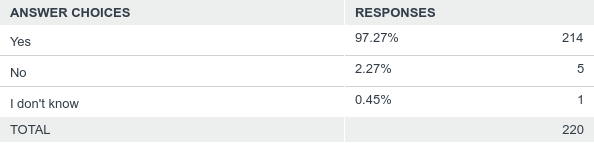 ANSWER CHOICES RESPONSES
Yes 97.27% 214
No 2.27% 5
I don't know 0.45% 1
TOTAL 220